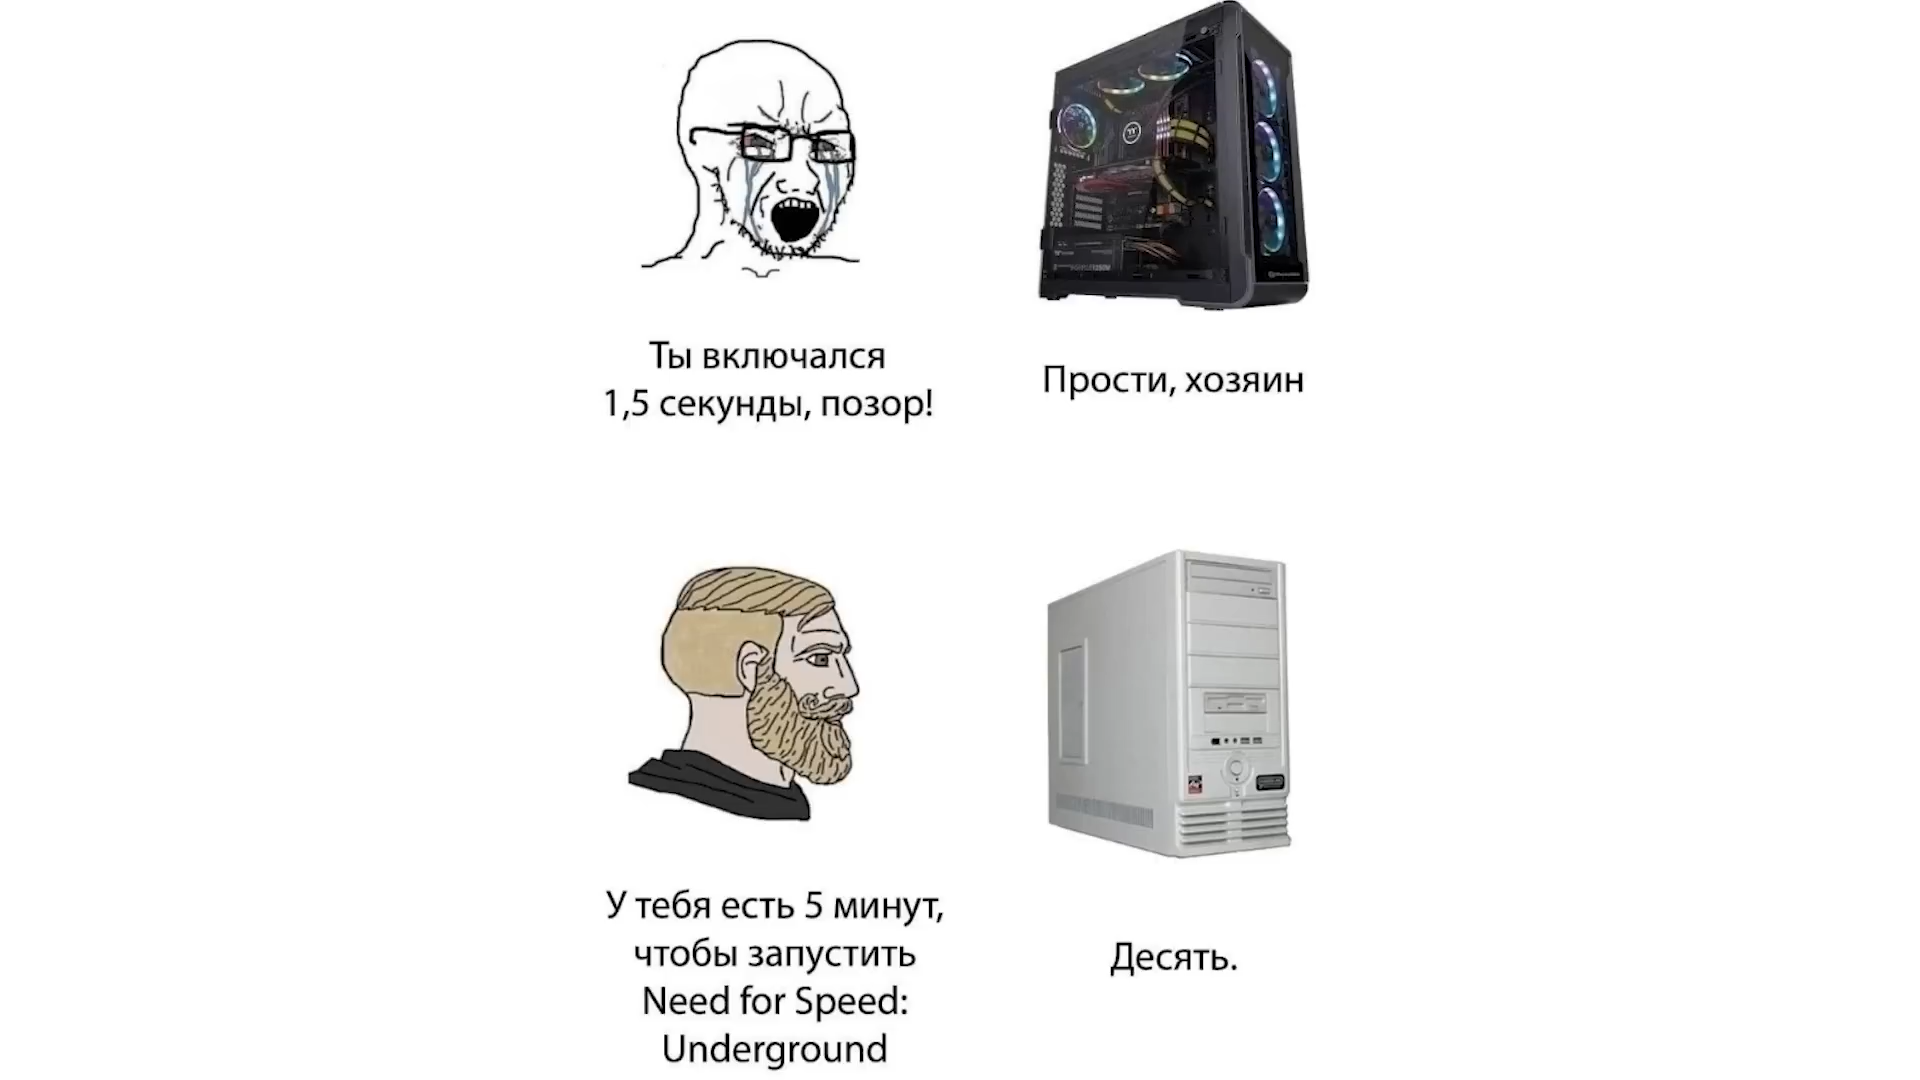 Ты включался
1,5 секунды, позор!
Прости, хозяин
У тебя есть 5 минут,
чтобы запустить
Need for Speed:
Underground
Десять.